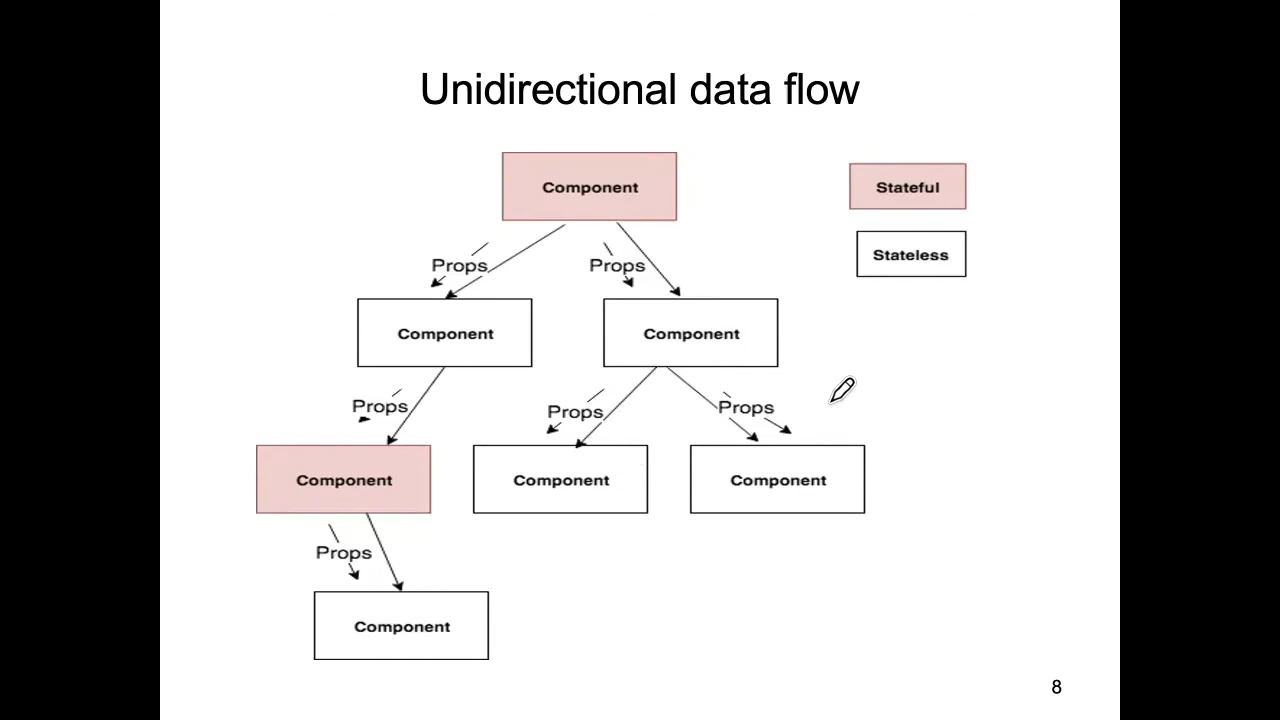 Unidirectional data flow
Component
Stateful
Stateless
Props
Props
Component
Component
Props
Props
Props
Component
Component
Component
Props
Component
8